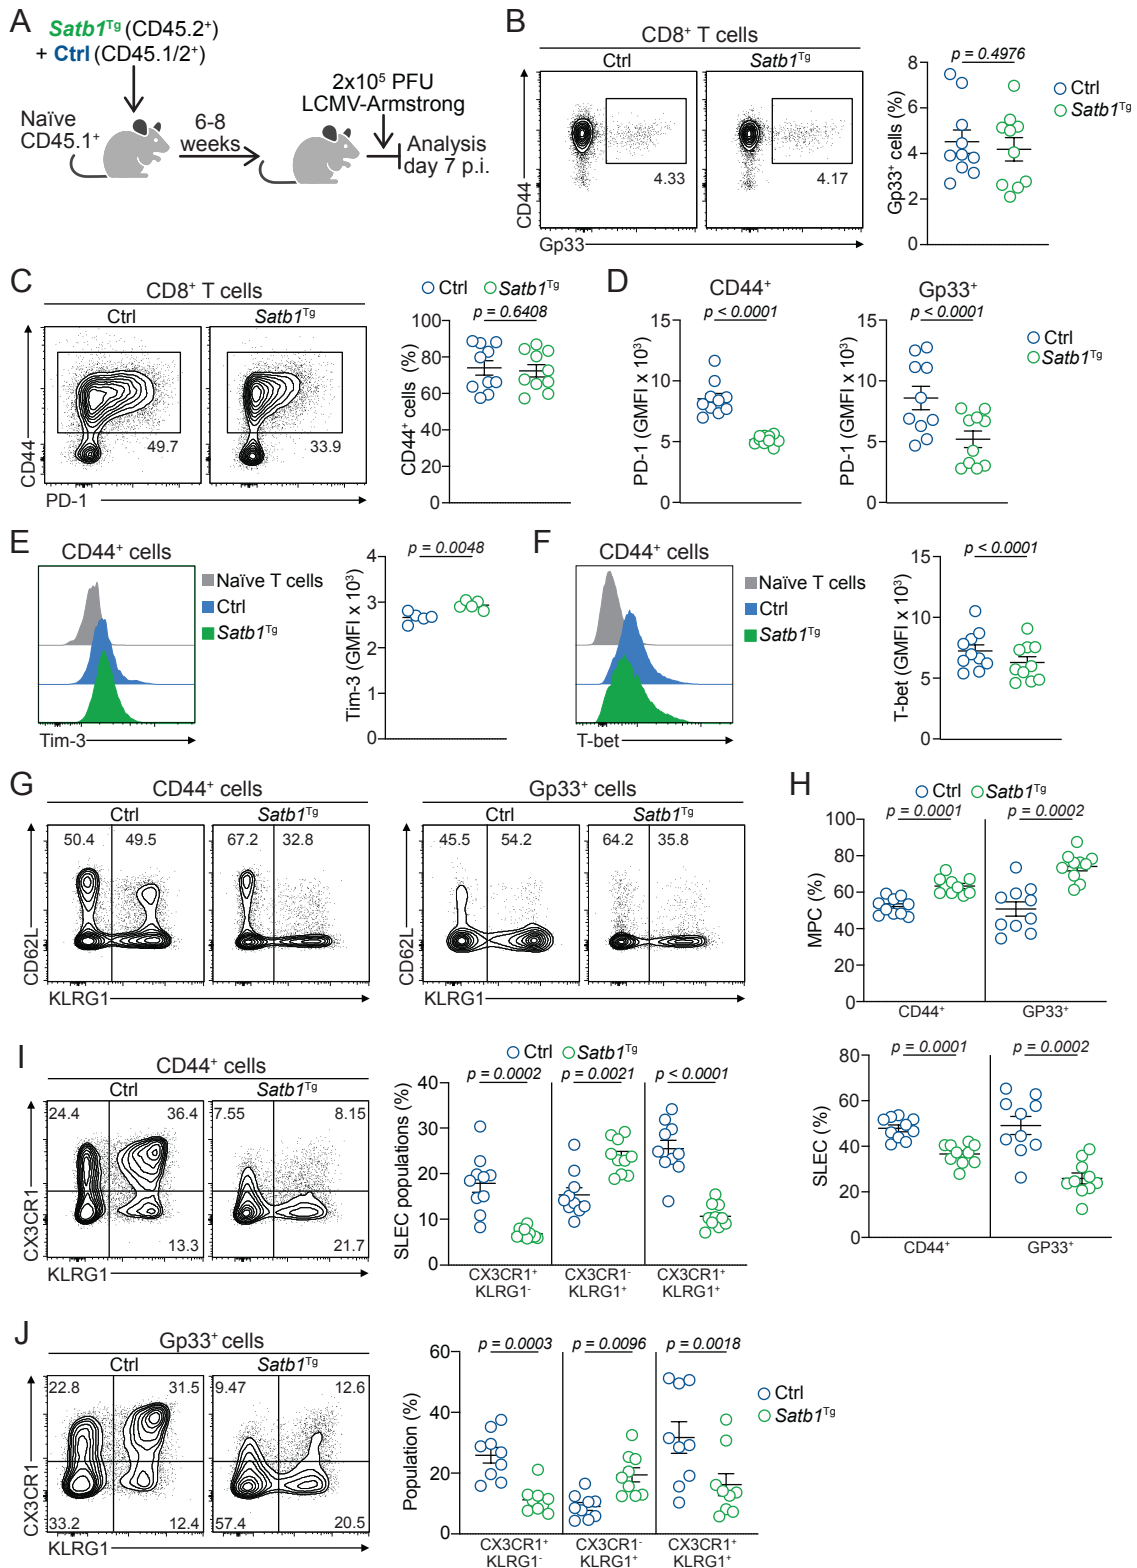 A
Satb1ᵀᵍ (CD45.2⁺)
+ Ctrl (CD45.1/2⁺)
Naïve
CD45.1⁺
6-8
weeks
2x10⁵ PFU
LCMV-Armstrong
Analysis
day 7 p.i.
B
CD8⁺ T cells
Ctrl
Satb1ᵀᵍ
4.33
4.17
CD44
Gp33
p = 0.4976
8
6
4
2
0
Gp33⁺ cells (%)
Ctrl
Satb1ᵀᵍ
C
CD8⁺ T cells
Ctrl
Satb1ᵀᵍ
49.7
33.9
CD44
PD-1
Ctrl
Satb1ᵀᵍ
p = 0.6408
100
80
60
40
20
0
CD44⁺ cells (%)
D
CD44⁺
p < 0.0001
15
10
5
0
PD-1 (GMFI x 10³)
Gp33⁺
p < 0.0001
15
10
5
0
PD-1 (GMFI x 10³)
Ctrl
Satb1ᵀᵍ
E
CD44⁺ cells
Naïve T cells
Ctrl
Satb1ᵀᵍ
Tim-3
p = 0.0048
4
3
2
1
0
Tim-3 (GMFI x 10³)
F
CD44⁺ cells
Naïve T cells
Ctrl
Satb1ᵀᵍ
T-bet
p < 0.0001
15
10
5
0
T-bet (GMFI x 10³)
G
CD44⁺ cells
Ctrl
Satb1ᵀᵍ
50.4
49.5
67.2
32.8
CD62L
KLRG1
Gp33⁺ cells
Ctrl
Satb1ᵀᵍ
45.5
54.2
64.2
35.8
CD62L
KLRG1
H
Ctrl
Satb1ᵀᵍ
p = 0.0001
p = 0.0002
100
80
60
40
20
0
MPC (%)
CD44⁺
GP33⁺
p = 0.0001
p = 0.0002
80
60
40
20
0
SLEC (%)
CD44⁺
GP33⁺
I
CD44⁺ cells
Ctrl
Satb1ᵀᵍ
24.4
36.4
7.55
8.15
13.3
21.7
CX3CR1
KLRG1
Ctrl
Satb1ᵀᵍ
p = 0.0002
p = 0.0021
p < 0.0001
40
30
20
10
0
SLEC populations (%)
CX3CR1⁺ CX3CR1⁻ CX3CR1⁺
KLRG1⁻ KLRG1⁺ KLRG1⁺
J
Gp33⁺ cells
Ctrl
Satb1ᵀᵍ
22.8
31.5
9.47
12.6
33.2
12.4
57.4
20.5
CX3CR1
KLRG1
p = 0.0003
p = 0.0096
p = 0.0018
60
40
20
0
Population (%)
CX3CR1⁺ CX3CR1⁻ CX3CR1⁺
KLRG1⁻ KLRG1⁺ KLRG1⁺
Ctrl
Satb1ᵀᵍ